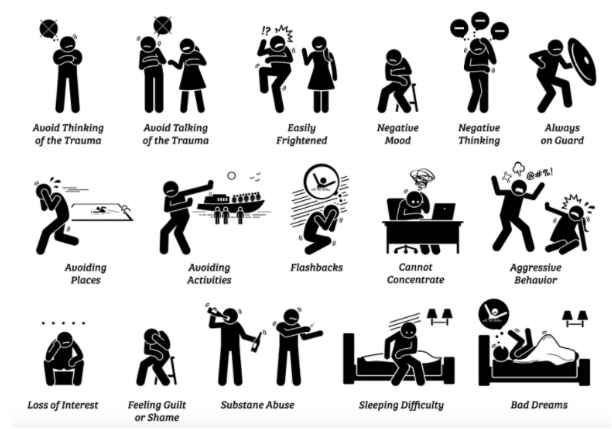 !?
Avoid Thinking
of the Trauma
Avoid Talking
of the Trauma
Easily
Frightened
Negative
Mood
Negative
Thinking
Always
on Guard
@#%!
Avoiding
Places
Avoiding
Activities
Flashbacks
Cannot
Concentrate
Aggressive
Behavior
Loss of Interest
Feeling Guilt
or Shame
Substane Abuse
Sleeping Difficulty
Bad Dreams